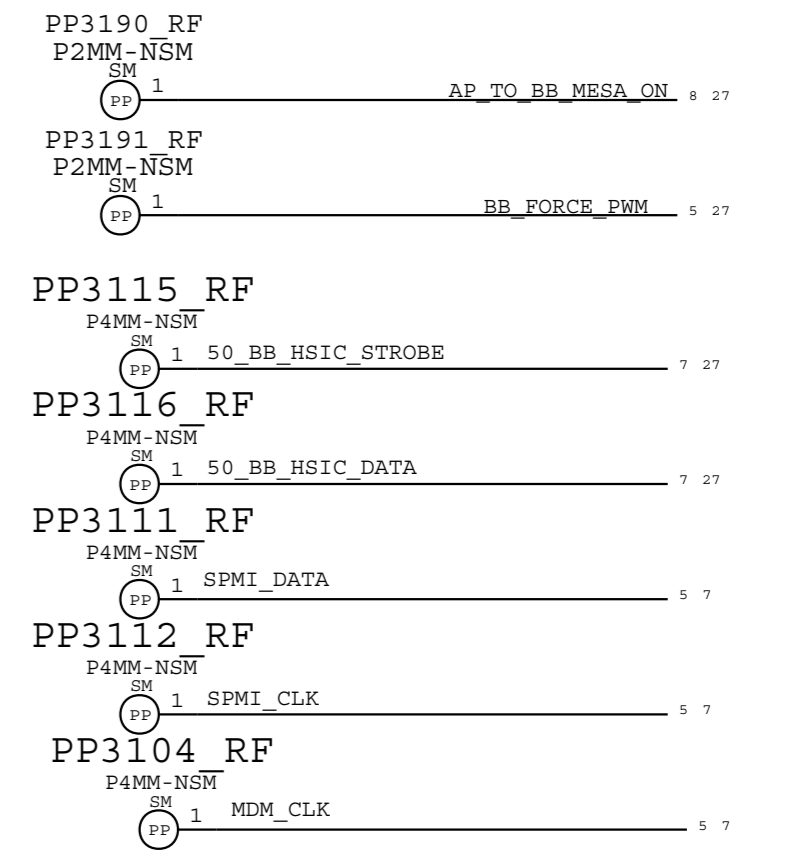 PP3190_RF
P2MM-NSM
SM
PP 1 AP_TO_BB_MESA_ON 8 27
PP3191_RF
P2MM-NSM
SM
PP 1 BB_FORCE_PWM 5 27
PP3115_RF
P4MM-NSM
SM
PP 1 50_BB_HSIC_STROBE 7 27
PP3116_RF
P4MM-NSM
SM
PP 1 50_BB_HSIC_DATA 7 27
PP3111_RF
P4MM-NSM
SM
PP 1 SPMI_DATA 5 7
PP3112_RF
P4MM-NSM
SM
PP 1 SPMI_CLK 5 7
PP3104_RF
P4MM-NSM
SM
PP 1 MDM_CLK 5 7